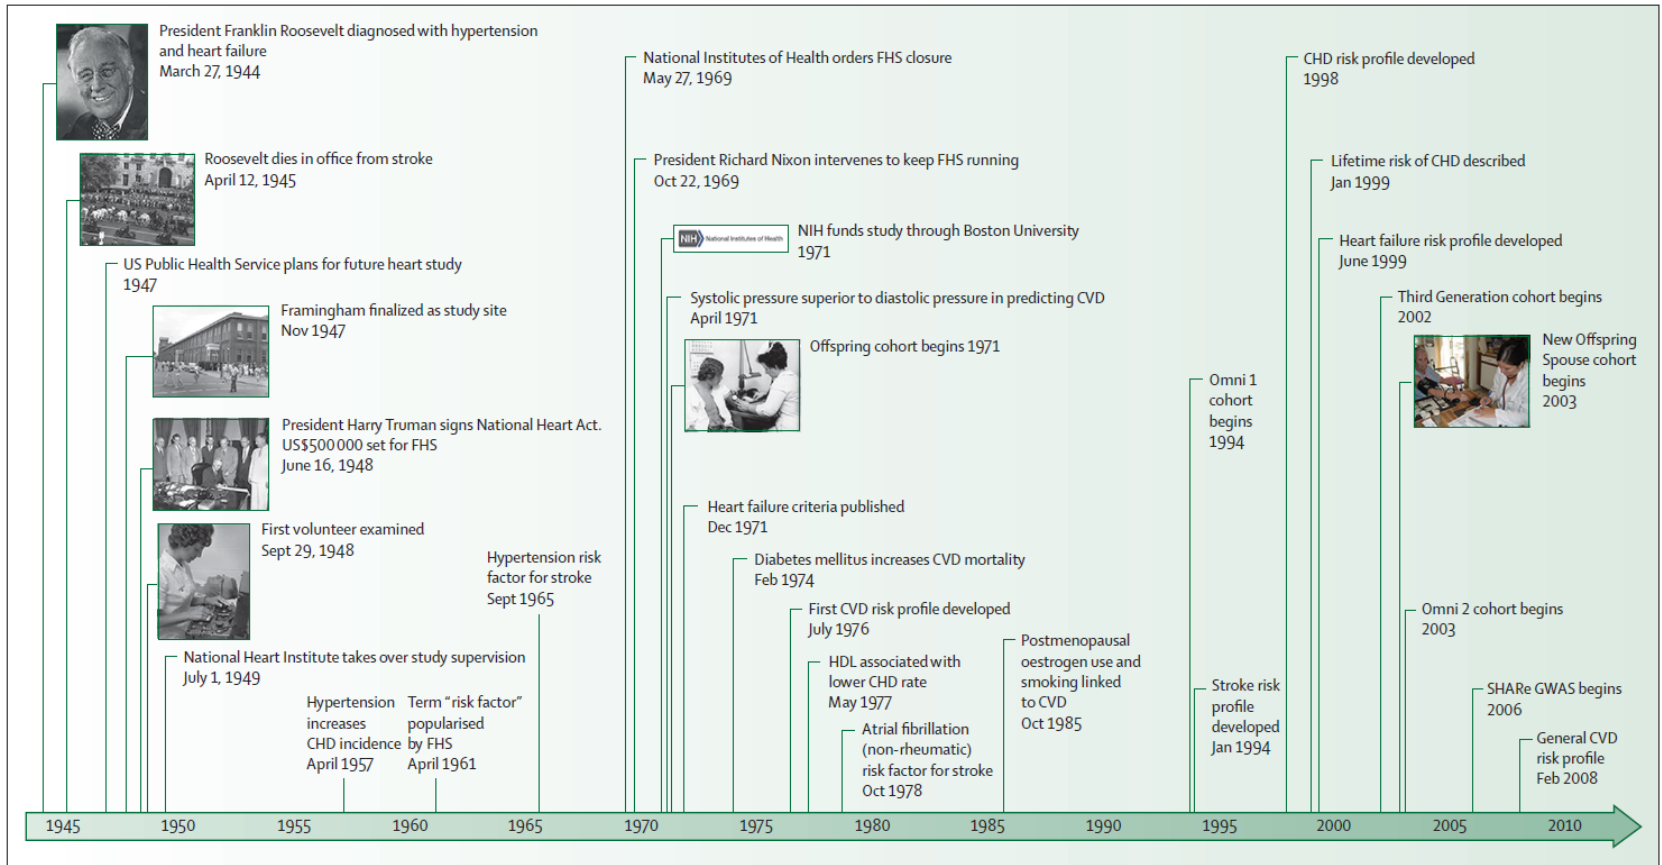 President Franklin Roosevelt diagnosed with hypertension
and heart failure
March 27, 1944
Roosevelt dies in office from stroke
April 12, 1945
US Public Health Service plans for future heart study
1947
Framingham finalized as study site
Nov 1947
President Harry Truman signs National Heart Act.
US$500 000 set for FHS
June 16, 1948
First volunteer examined
Sept 29, 1948
National Heart Institute takes over study supervision
July 1, 1949
Hypertension
increases
CHD incidence
April 1957
Term “risk factor”
popularised
by FHS
April 1961
Hypertension risk
factor for stroke
Sept 1965
National Institutes of Health orders FHS closure
May 27, 1969
President Richard Nixon intervenes to keep FHS running
Oct 22, 1969
NIH National Institutes of Health
NIH funds study through Boston University
1971
Systolic pressure superior to diastolic pressure in predicting CVD
April 1971
Offspring cohort begins 1971
Heart failure criteria published
Dec 1971
Diabetes mellitus increases CVD mortality
Feb 1974
First CVD risk profile developed
July 1976
HDL associated with
lower CHD rate
May 1977
Atrial fibrillation
(non-rheumatic)
risk factor for stroke
Oct 1978
Postmenopausal
oestrogen use and
smoking linked
to CVD
Oct 1985
Omni 1
cohort
begins
1994
Stroke risk
profile
developed
Jan 1994
CHD risk profile developed
1998
Lifetime risk of CHD described
Jan 1999
Heart failure risk profile developed
June 1999
Third Generation cohort begins
2002
New Offspring
Spouse cohort
begins
2003
Omni 2 cohort begins
2003
SHARe GWAS begins
2006
General CVD
risk profile
Feb 2008
1945 1950 1955 1960 1965 1970 1975 1980 1985 1990 1995 2000 2005 2010